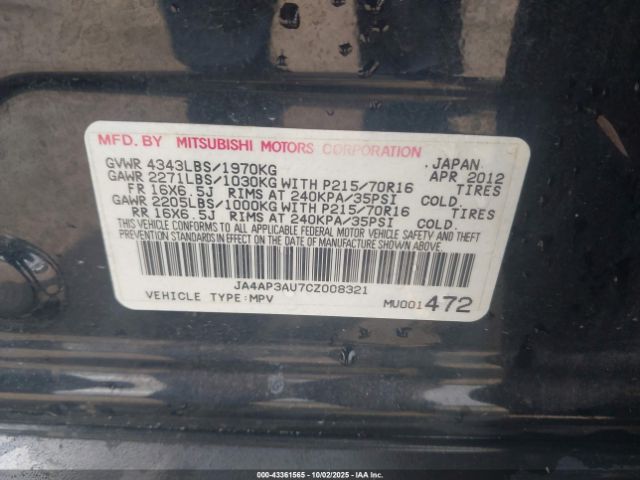 MFD. BY MITSUBISHI MOTORS CORPORATION
GVWR 4343LBS/1970KG JAPAN
GAWR 2271LBS/1030KG WITH P215/70R16 APR 2012
FR 16X6.5J RIMS AT 240KPA/35PSI COLD. TIRES
GAWR 2205LBS/1000KG WITH P215/70R16 TIRES
RR 16X6.5J RIMS AT 240KPA/35PSI COLD.
THIS VEHICLE CONFORMS TO ALL APPLICABLE FEDERAL MOTOR VEHICLE SAFETY AND THEFT
PREVENTION STANDARDS IN EFFECT ON THE DATE OF MANUFACTURE SHOWN ABOVE.
JA4AP3AU7CZ008321
VEHICLE TYPE:MPV MU001472
000-43361565 - 10/02/2025 - IAAI.COM